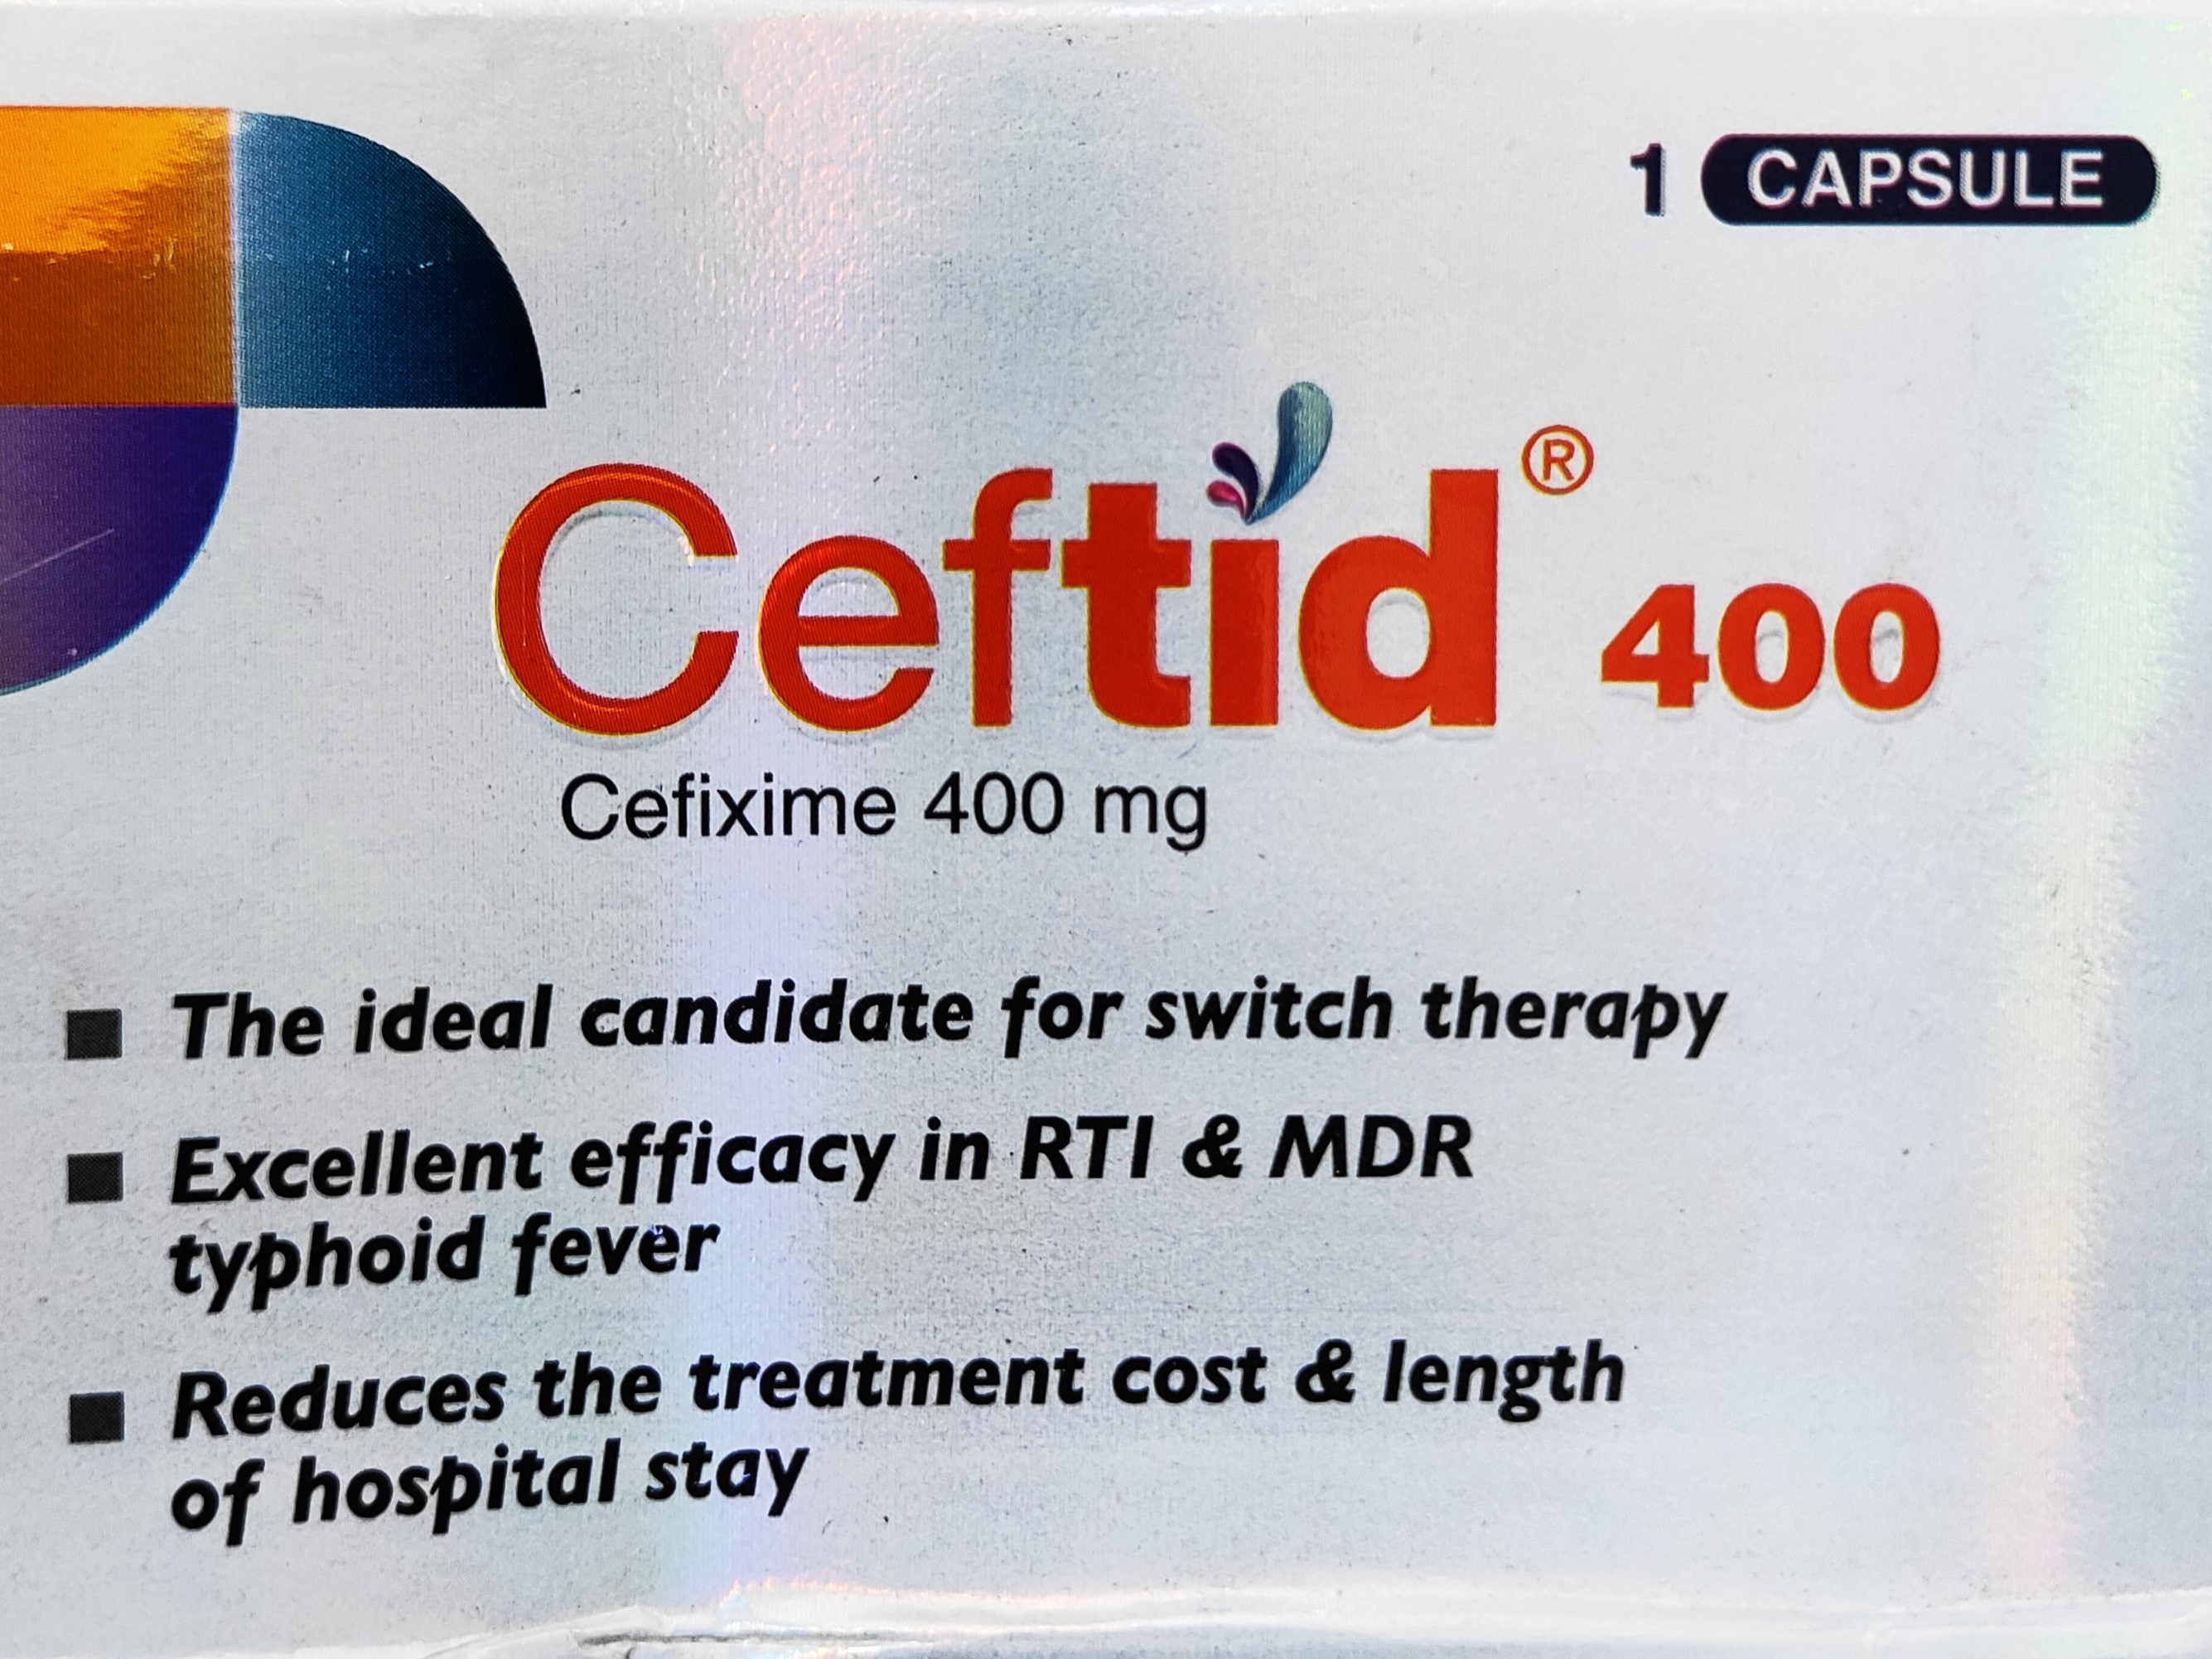 1 CAPSULE
Ceftid® 400
Cefixime 400 mg
■ The ideal candidate for switch therapy
■ Excellent efficacy in RTI & MDR
typhoid fever
■ Reduces the treatment cost & length
of hospital stay